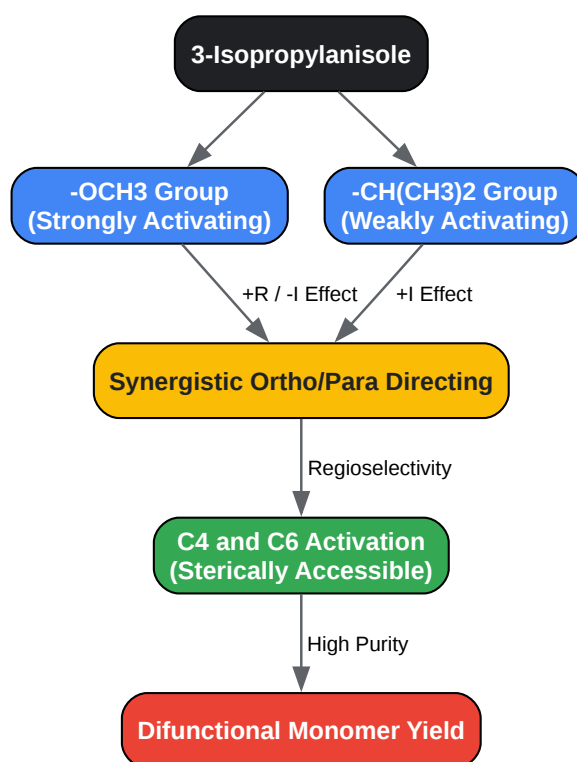 3-Isopropylanisole
-OCH3 Group
(Strongly Activating)
-CH(CH3)2 Group
(Weakly Activating)
+R / -I Effect
+I Effect
Synergistic Ortho/Para Directing
Regioselectivity
C4 and C6 Activation
(Sterically Accessible)
High Purity
Difunctional Monomer Yield